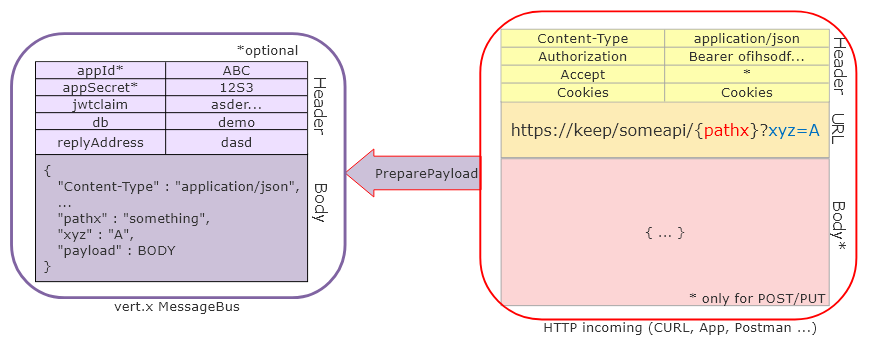 *optional
appId* ABC
appSecret* 12S3
jwtclaim asder...
db demo
replyAddress dasd
Header
{
"Content-Type" : "application/json",
...
"pathx" : "something",
"xyz" : "A",
"payload" : BODY
}
Body
vert.x MessageBus
PreparePayload
Content-Type application/json
Authorization Bearer ofihsodf...
Accept *
Cookies Cookies
Header
https://keep/someapi/{pathx}?xyz=A
URL
{ ... }
Body*
* only for POST/PUT
HTTP incoming (CURL, App, Postman ...)